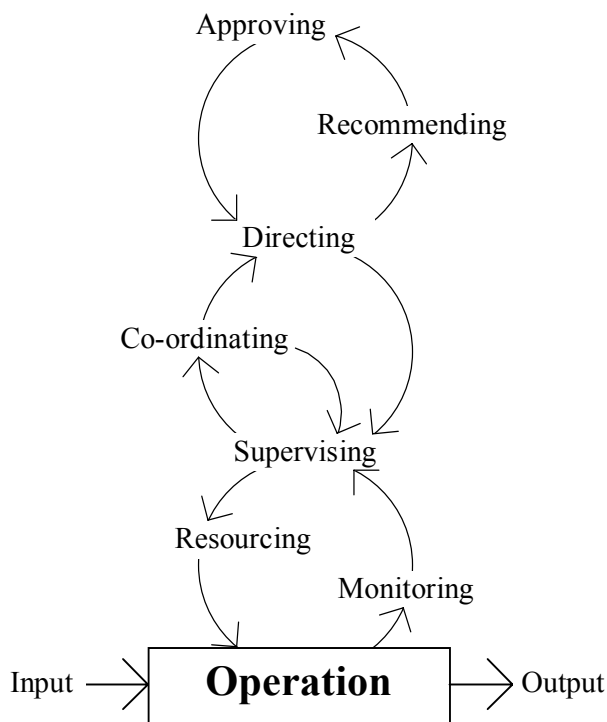 Approving
Recommending
Directing
Co-ordinating
Supervising
Resourcing
Monitoring
Input
Operation
Output